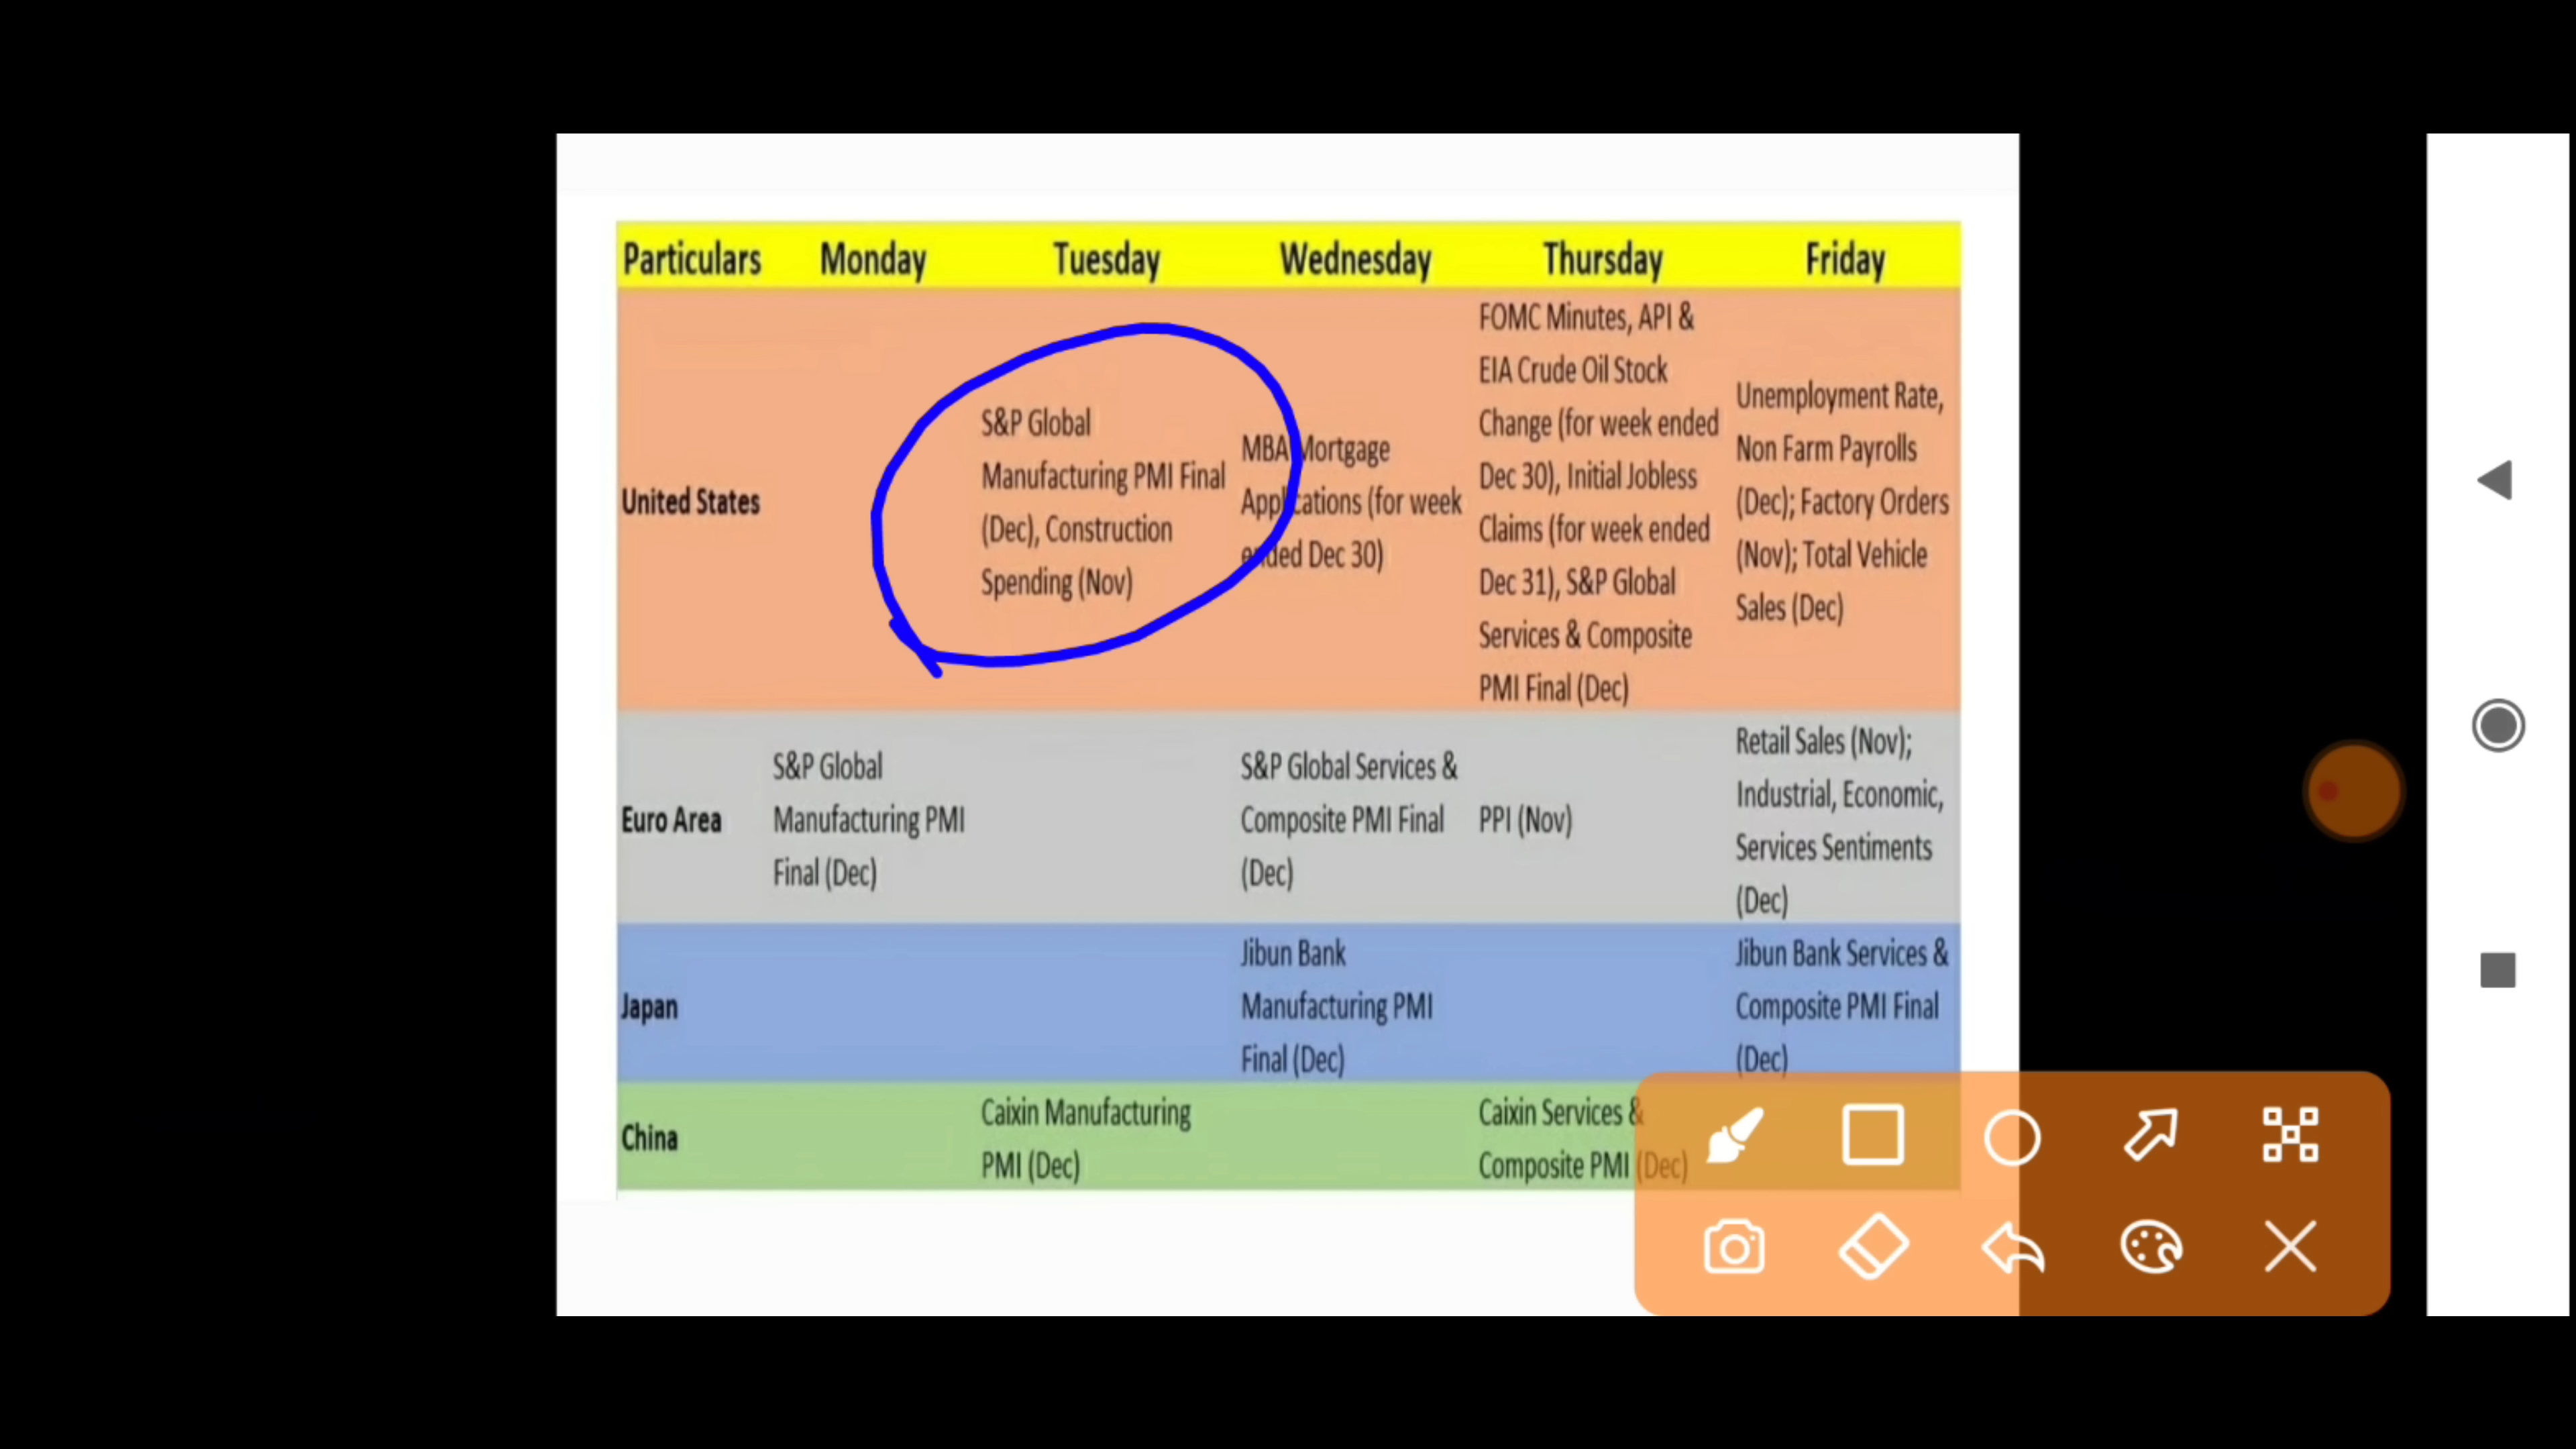 Particulars Monday Tuesday Wednesday Thursday Friday
United States
S&P Global
Manufacturing PMI Final
(Dec), Construction
Spending (Nov)
MBA Mortgage
Applications (for week
ended Dec 30)
FOMC Minutes, API &
EIA Crude Oil Stock
Change (for week ended
Dec 30), Initial Jobless
Claims (for week ended
Dec 31), S&P Global
Services & Composite
PMI Final (Dec)
Unemployment Rate,
Non Farm Payrolls
(Dec); Factory Orders
(Nov); Total Vehicle
Sales (Dec)
Euro Area
S&P Global
Manufacturing PMI
Final (Dec)
S&P Global Services &
Composite PMI Final
(Dec)
PPI (Nov)
Retail Sales (Nov);
Industrial, Economic,
Services Sentiments
(Dec)
Japan
Jibun Bank
Manufacturing PMI
Final (Dec)
Jibun Bank Services &
Composite PMI Final
(Dec)
China
Caixin Manufacturing
PMI (Dec)
Caixin Services &
Composite PMI (Dec)